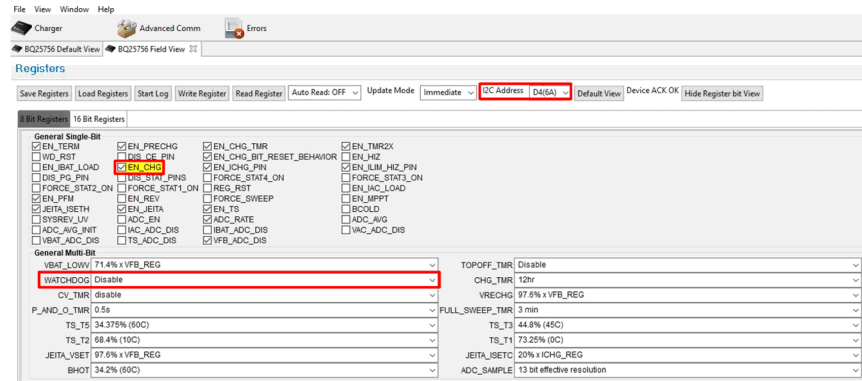 File View Window Help
Charger Advanced Comm Errors
BQ25756 Default View BQ25756 Field View
Registers
Save Registers Load Registers Start Log Write Register Read Register Auto Read: OFF Update Mode Immediate I2C Address D4(6A) Default View Device ACK OK Hide Register bit View
8 Bit Registers 16 Bit Registers
General Single-Bit
EN_TERM EN_PRECHG EN_CHG_TMR EN_TMR2X
WD_RST DIS_CE_PIN EN_CHG_BIT_RESET_BEHAVIOR EN_HIZ
EN_IBAT_LOAD EN_CHG EN_ICHG_PIN EN_ILIM_HIZ_PIN
DIS_PG_PIN DIS_STAT_PINS FORCE_STAT4_ON FORCE_STAT3_ON
FORCE_STAT2_ON FORCE_STAT1_ON REG_RST EN_IAC_LOAD
EN_PFM EN_REV FORCE_SWEEP EN_MPPT
JEITA_ISETH EN_JEITA EN_TS BCOLD
SYSREV_UV ADC_EN ADC_RATE ADC_AVG
ADC_AVG_INIT IAC_ADC_DIS IBAT_ADC_DIS VAC_ADC_DIS
VBAT_ADC_DIS TS_ADC_DIS VFB_ADC_DIS
General Multi-Bit
VBAT_LOWV 71.4% x VFB_REG TOPOFF_TMR Disable
WATCHDOG Disable CHG_TMR 12hr
CV_TMR disable VRECHG 97.6% x VFB_REG
P_AND_O_TMR 0.5s FULL_SWEEP_TMR 3 min
TS_T5 34.375% (60C) TS_T3 44.8% (45C)
TS_T2 68.4% (10C) TS_T1 73.25% (0C)
JEITA_VSET 97.6% x VFB_REG JEITA_ISETC 20% x ICHG_REG
BHOT 34.2% (60C) ADC_SAMPLE 13 bit effective resolution